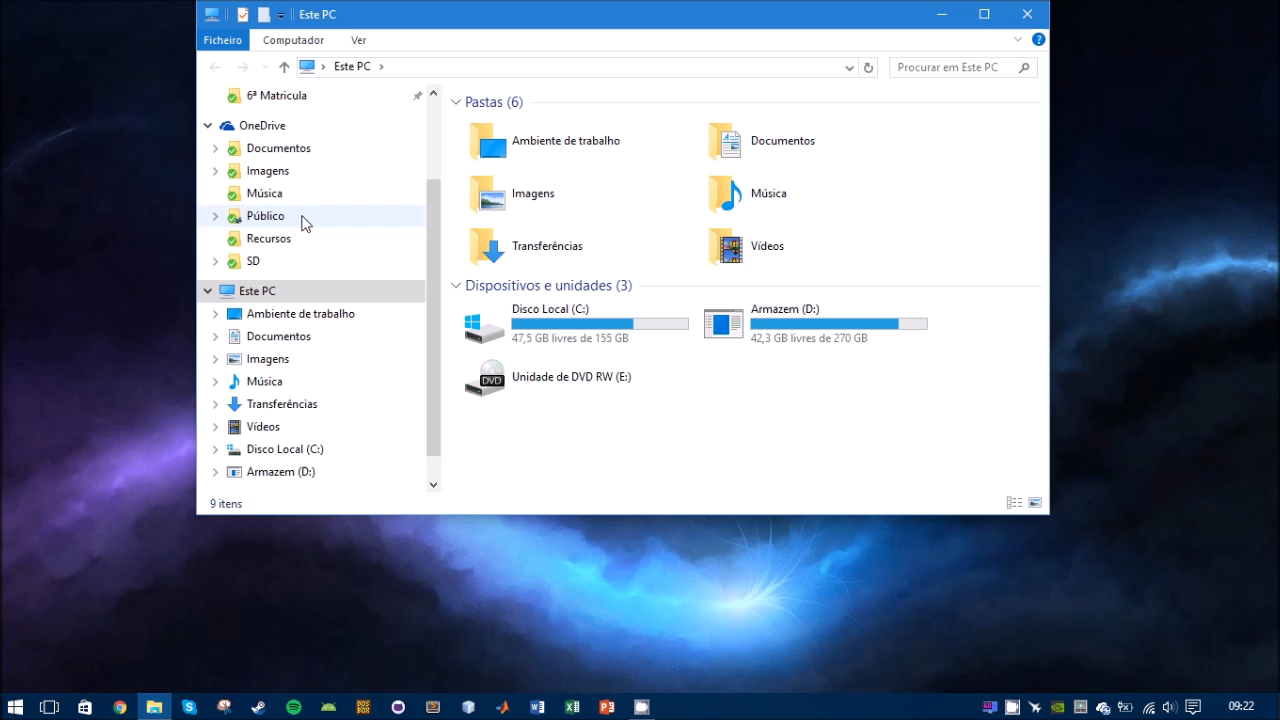 Este PC
Ficheiro Computador Ver
Este PC
Procurar em Este PC
6ª Matricula
OneDrive
Documentos
Imagens
Música
Público
Recursos
SD
Este PC
Ambiente de trabalho
Documentos
Imagens
Música
Transferências
Vídeos
Disco Local (C:)
Armazem (D:)
Pastas (6)
Ambiente de trabalho
Documentos
Imagens
Música
Transferências
Vídeos
Dispositivos e unidades (3)
Disco Local (C:)
47,5 GB livres de 155 GB
Armazem (D:)
42,3 GB livres de 270 GB
DVD
Unidade de DVD RW (E:)
9 itens
09:22